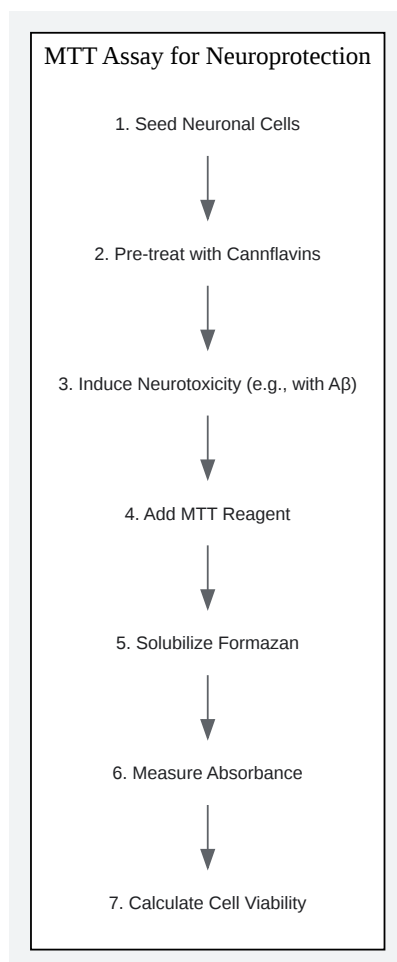 MTT Assay for Neuroprotection
1. Seed Neuronal Cells
2. Pre-treat with Cannflavins
3. Induce Neurotoxicity (e.g., with Aβ)
4. Add MTT Reagent
5. Solubilize Formazan
6. Measure Absorbance
7. Calculate Cell Viability